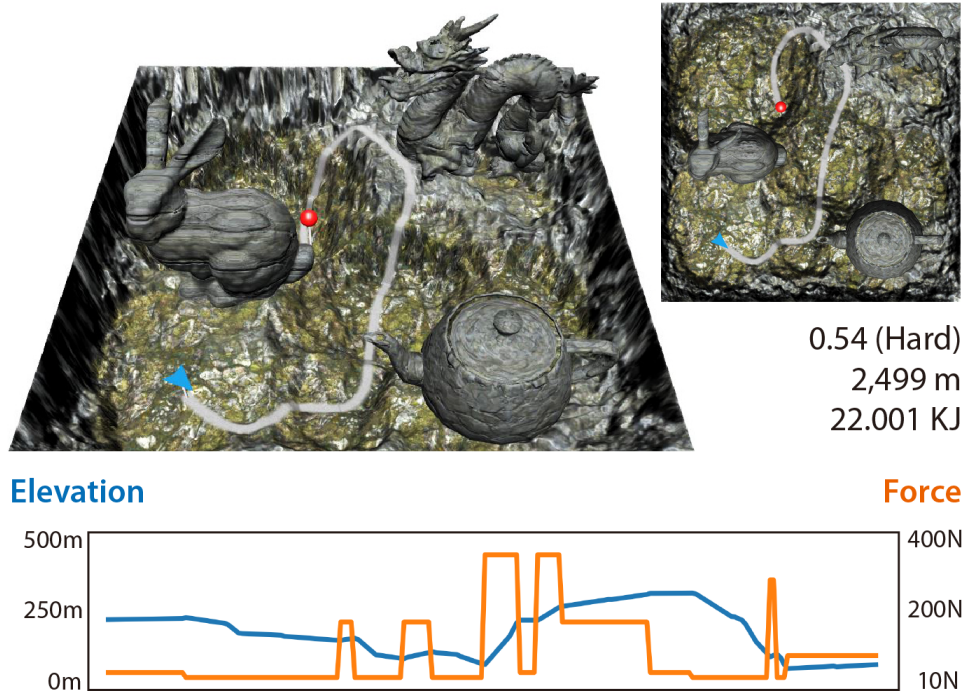 0.54 (Hard)
2,499 m
22.001 KJ
Elevation
Force
500m
400N
250m
200N
0m
10N